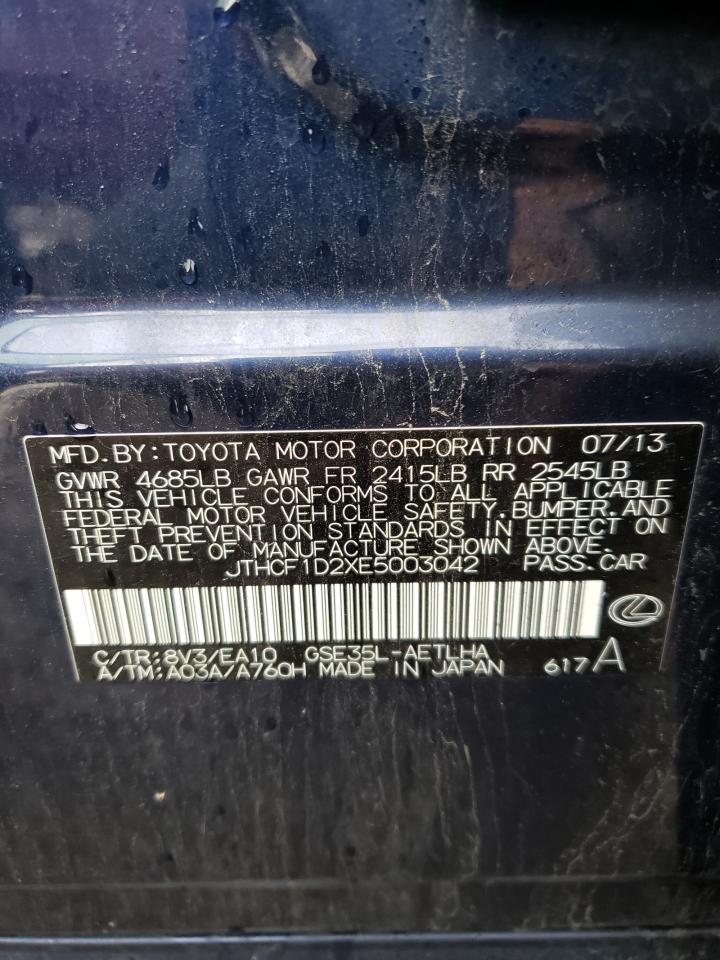 MFD. BY: TOYOTA MOTOR CORPORATION 07/13
GVWR 4685LB GAWR FR 2415LB RR 2545LB
THIS VEHICLE CONFORMS TO ALL APPLICABLE
FEDERAL MOTOR VEHICLE SAFETY, BUMPER, AND
THEFT PREVENTION STANDARDS IN EFFECT ON
THE DATE OF MANUFACTURE SHOWN ABOVE.
JTHCF1D2XE5003042 PASS. CAR
C/TR: 8V3/EA10 GSE35L-AETLHA
A/TM: A03A/A760H MADE IN JAPAN 617A